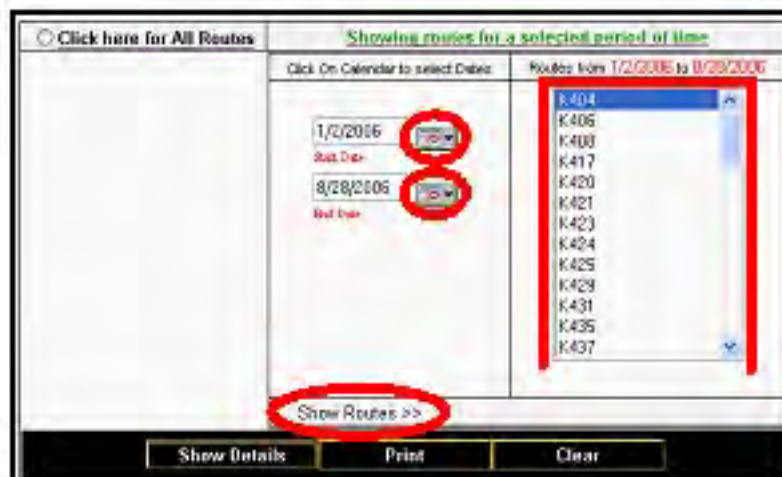 Click here for All Routes
Showing routes for a selected period of time
Click On Calendar to select Dates
Routes from 1/2/2006 to 8/28/2006
1/2/2006
Start Date
8/28/2006
End Date
K404
K406
K408
K417
K420
K421
K423
K424
K425
K429
K431
K435
K437
Show Routes >>
Show Details
Print
Clear